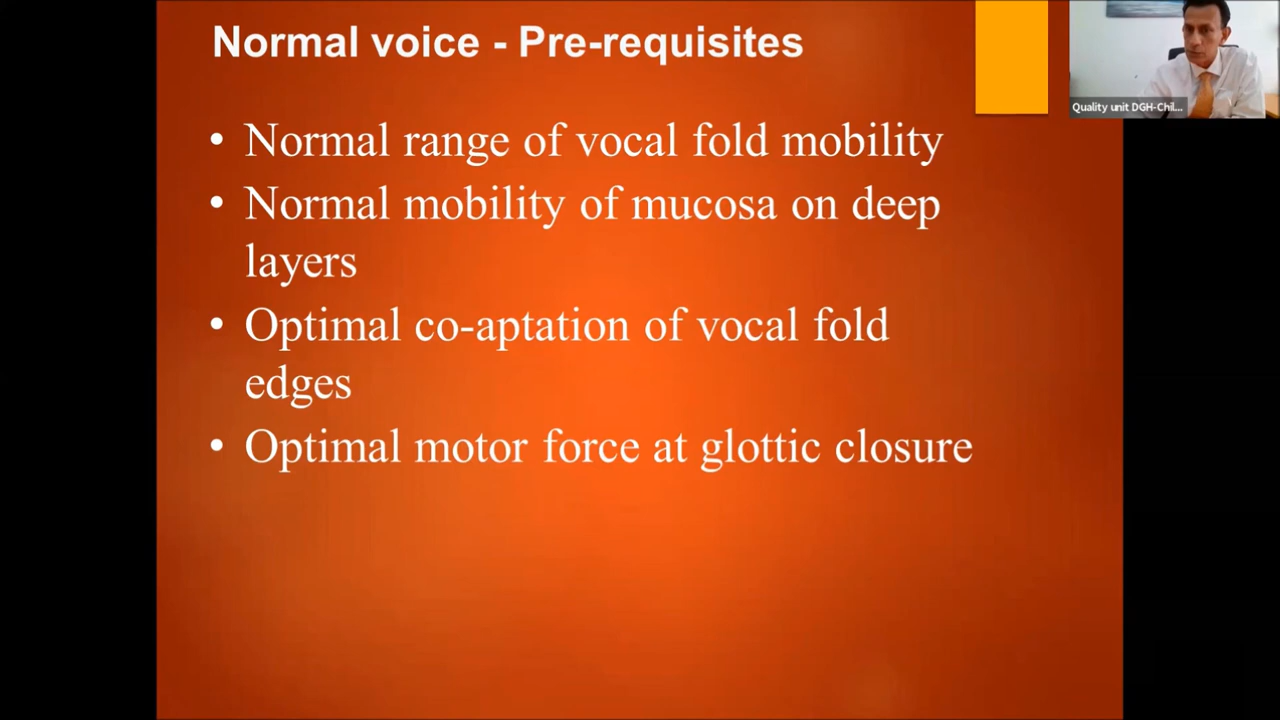 Normal voice - Pre-requisites
Quality unit DGH-Chil...
• Normal range of vocal fold mobility
• Normal mobility of mucosa on deep
layers
• Optimal co-aptation of vocal fold
edges
• Optimal motor force at glottic closure